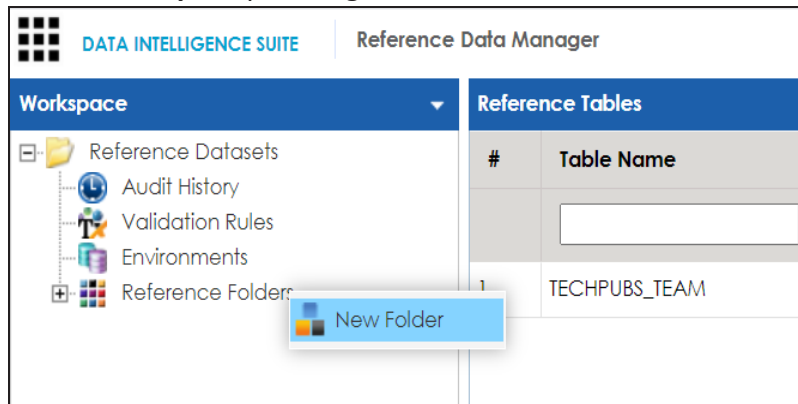 DATA INTELLIGENCE SUITE Reference Data Manager
Workspace
Reference Datasets
Audit History
Validation Rules
Environments
Reference Folders
New Folder
Reference Tables
# Table Name
1 TECHPUBS_TEAM